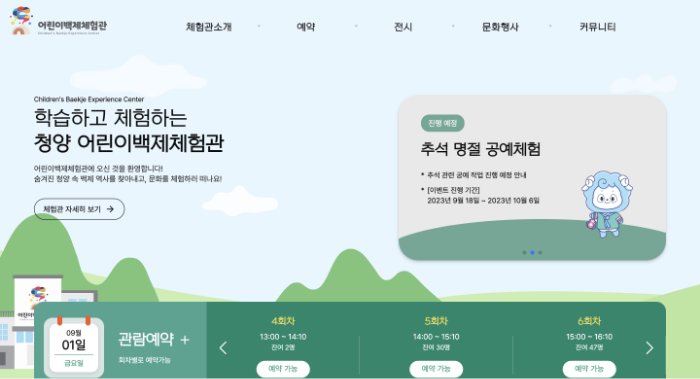 어린이백제체험관
체험관소개
예약
전시
문화행사
커뮤니티
Children's Baekje Experience Center
학습하고 체험하는
청양 어린이백제체험관
어린이백제체험관에 오신 것을 환영합니다!
숨겨진 청양 속 백제 역사를 찾아내고, 문화를 체험하러 떠나요!
체험관 자세히 보기 →
진행 예정
추석 명절 공예체험
• 추석 관련 공예 작업 진행 예정 안내
• [이벤트 진행 기간]
2023년 9월 18일 ~ 2023년 10월 6일
09월
01일
금요일
관람예약 +
회차별로 예약가능
4회차
13:00 ~ 14:10
잔여 2명
예약 가능
5회차
14:00 ~ 15:10
잔여 30명
예약 가능
6회차
15:00 ~ 16:10
잔여 47명
예약 가능